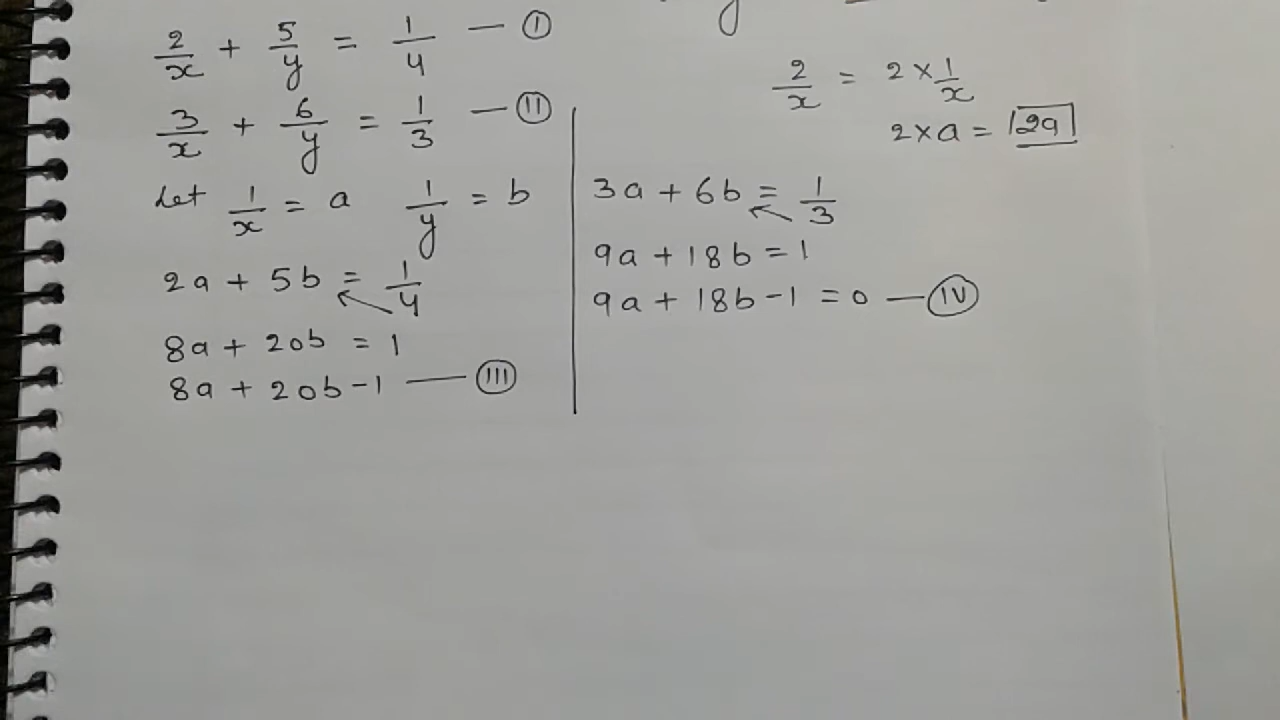 2/x + 5/y = 1/4 — (I)
3/x + 6/y = 1/3 — (II)
Let 1/x = a 1/y = b
2a + 5b = 1/4
8a + 20b = 1
8a + 20b - 1 — (III)
2/x = 2 × 1/x
2 × a = 2a
3a + 6b = 1/3
9a + 18b = 1
9a + 18b - 1 = 0 — (IV)